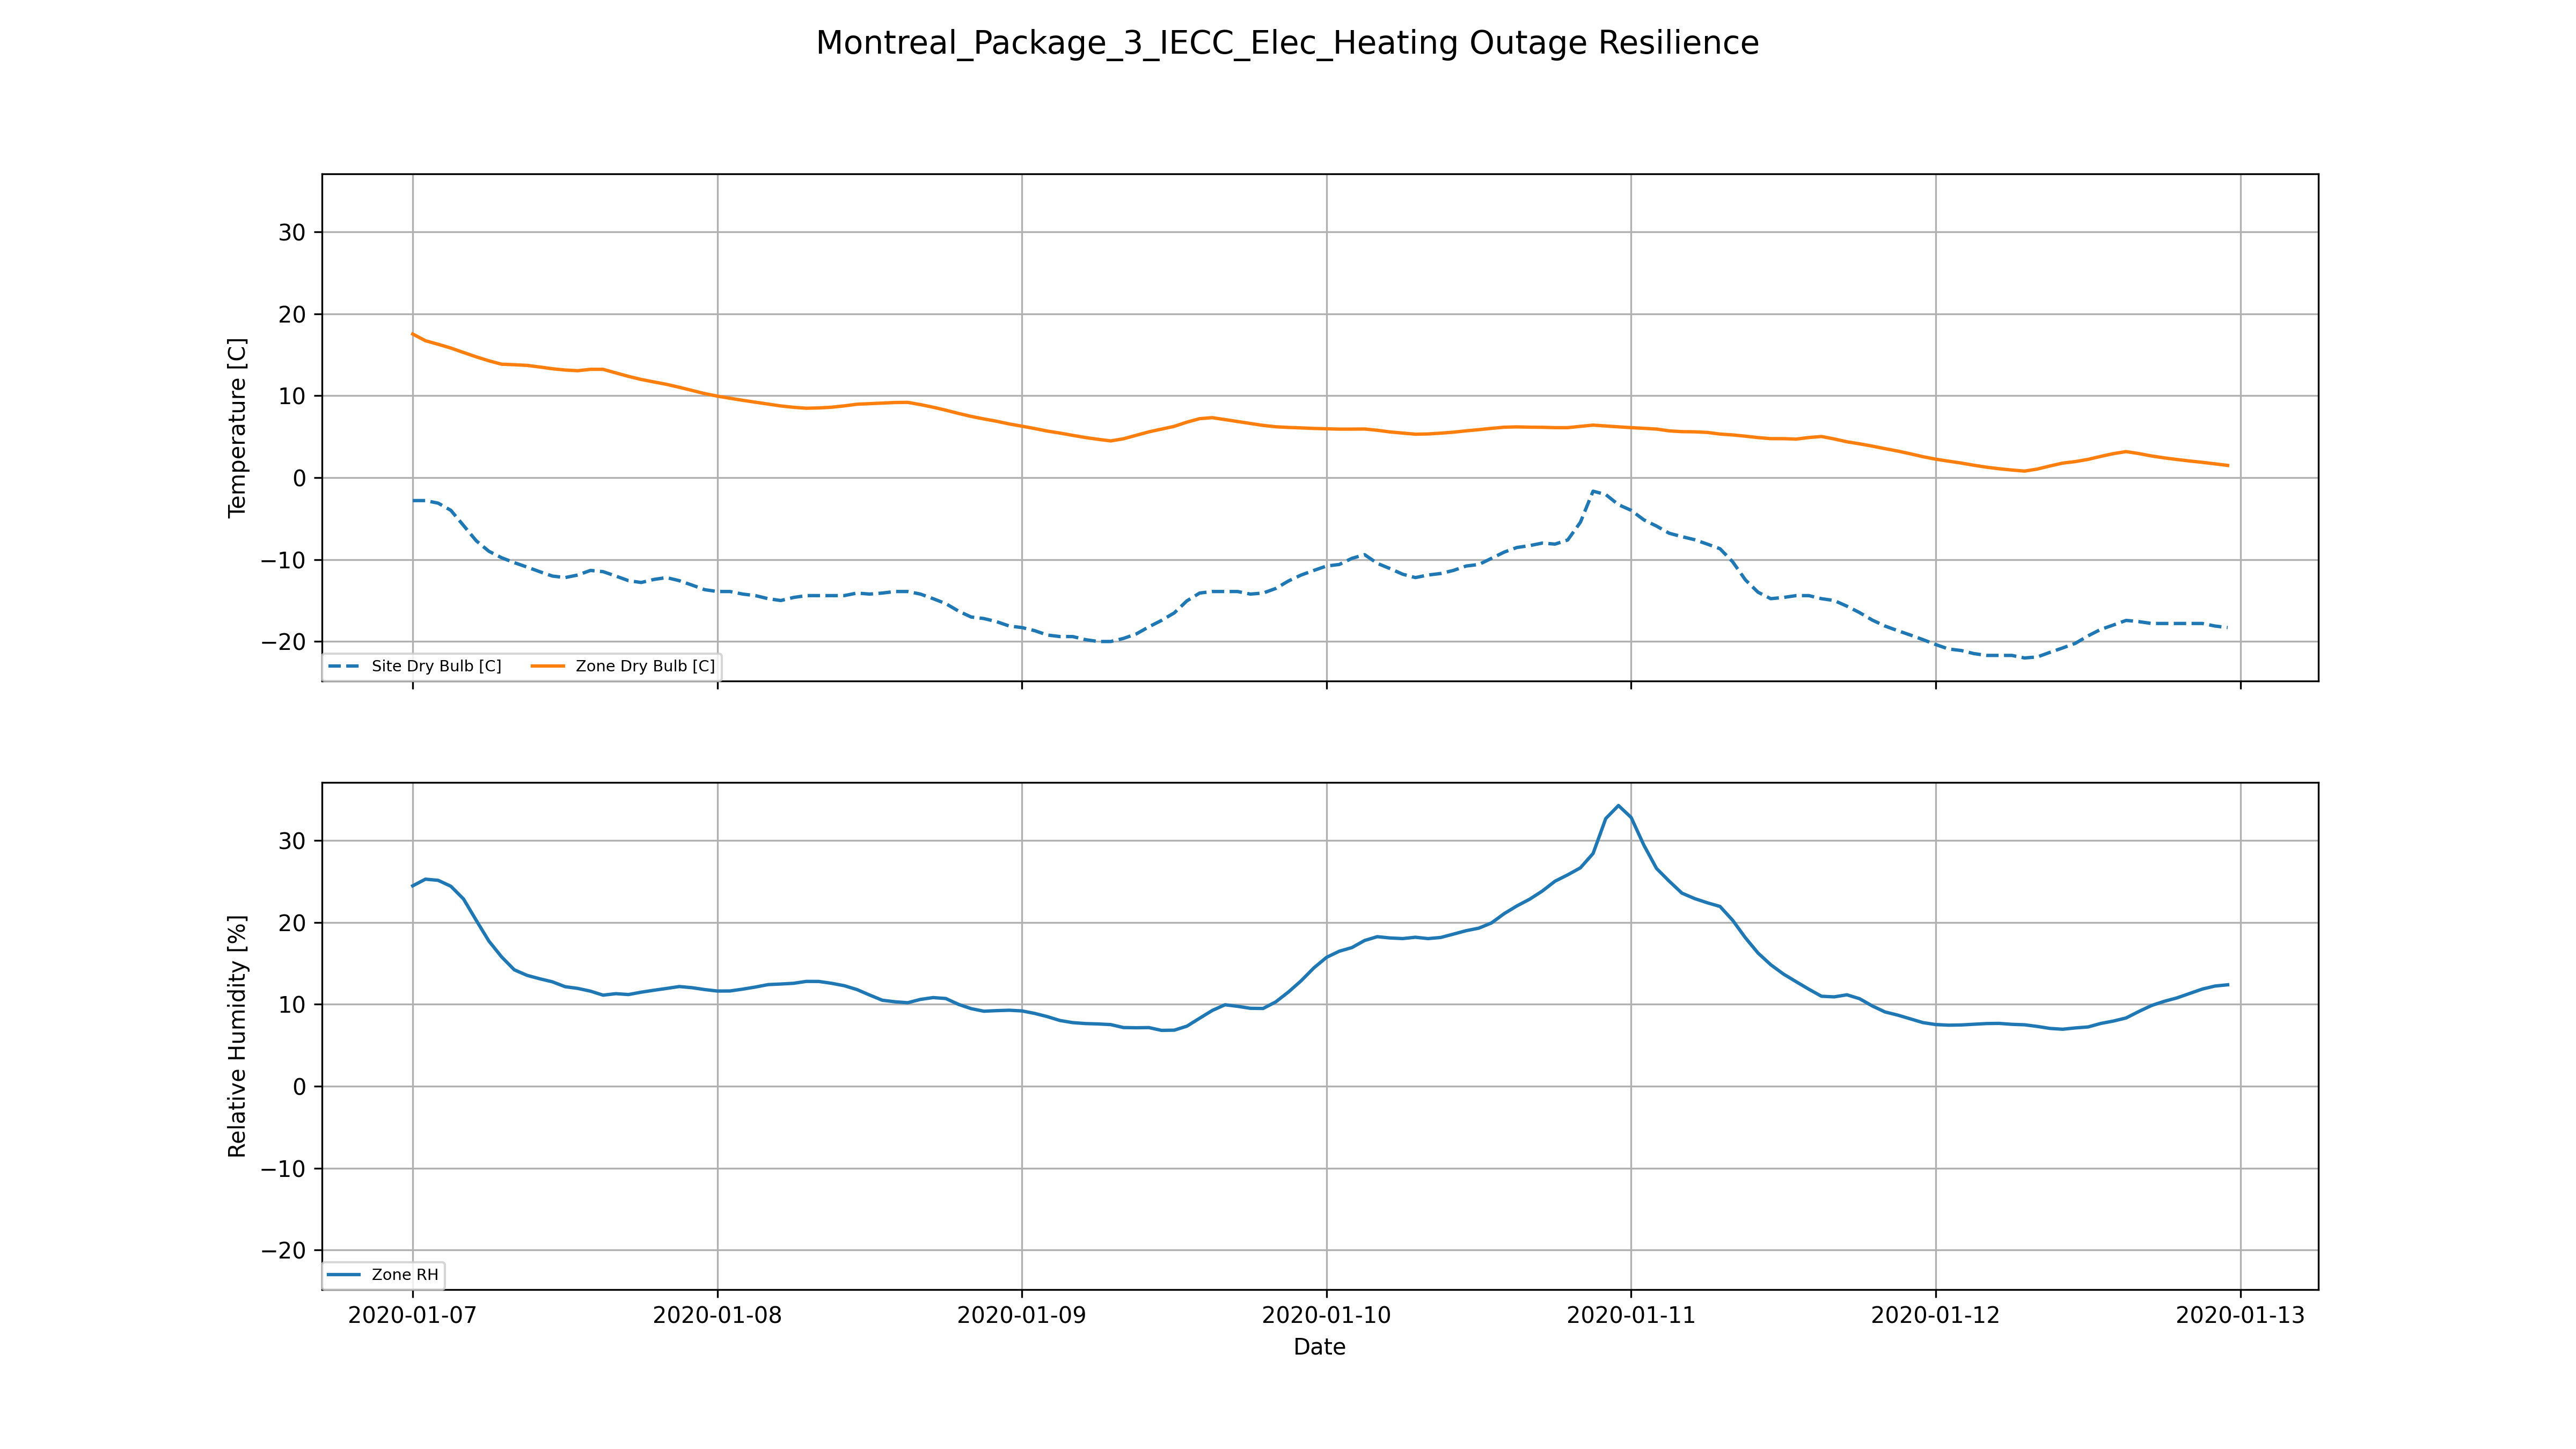 Montreal_Package_3_IECC_Elec_Heating Outage Resilience
Temperature [C]
30
20
10
0
−10
−20
Site Dry Bulb [C] Zone Dry Bulb [C]
Relative Humidity [%]
30
20
10
0
−10
−20
Zone RH
2020-01-07 2020-01-08 2020-01-09 2020-01-10 2020-01-11 2020-01-12 2020-01-13
Date